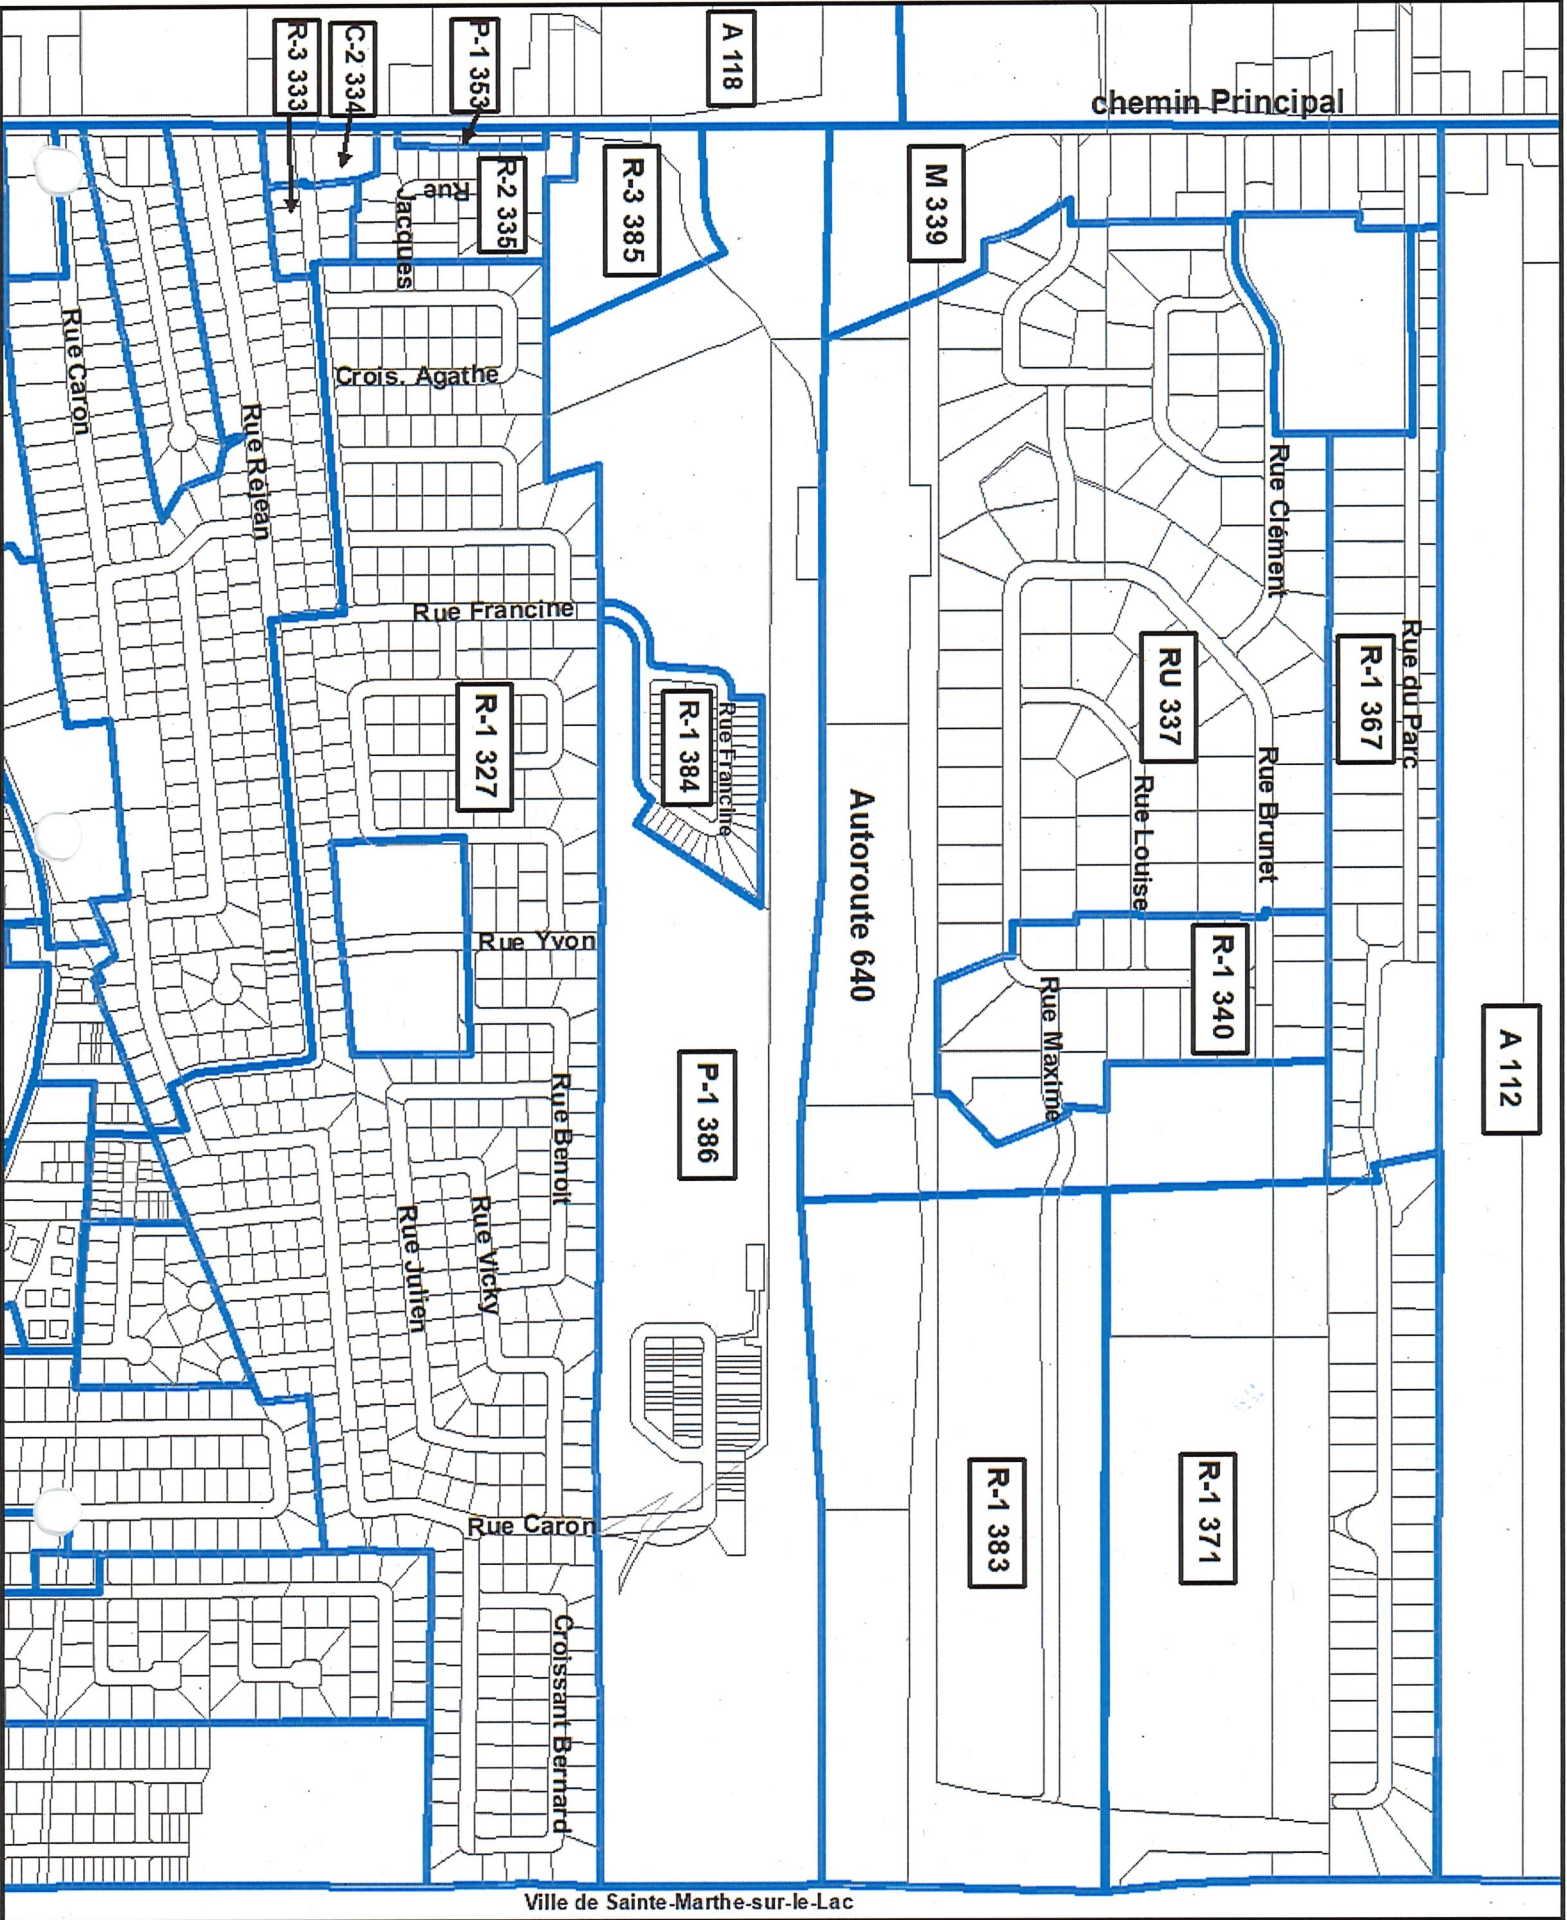 R-3 333
C-2 334
P-1 353
A 118
chemin Principal
R-2 335
Rue
Jacques
R-3 385
M 339
Rue Caron
Rue Réjean
Crois. Agathe
Rue Clément
Rue Francine
R-1 327
R-1 384
Rue Francine
RU 337
R-1 367
Rue du Parc
Rue Brunet
Rue Louise
Autoroute 640
Rue Yvon
R-1 340
Rue Maxime
A 112
P-1 386
Rue Benoit
Rue Vicky
Rue Julien
R-1 383
R-1 371
Rue Caron
Croissant Bernard
Ville de Sainte-Marthe-sur-le-Lac